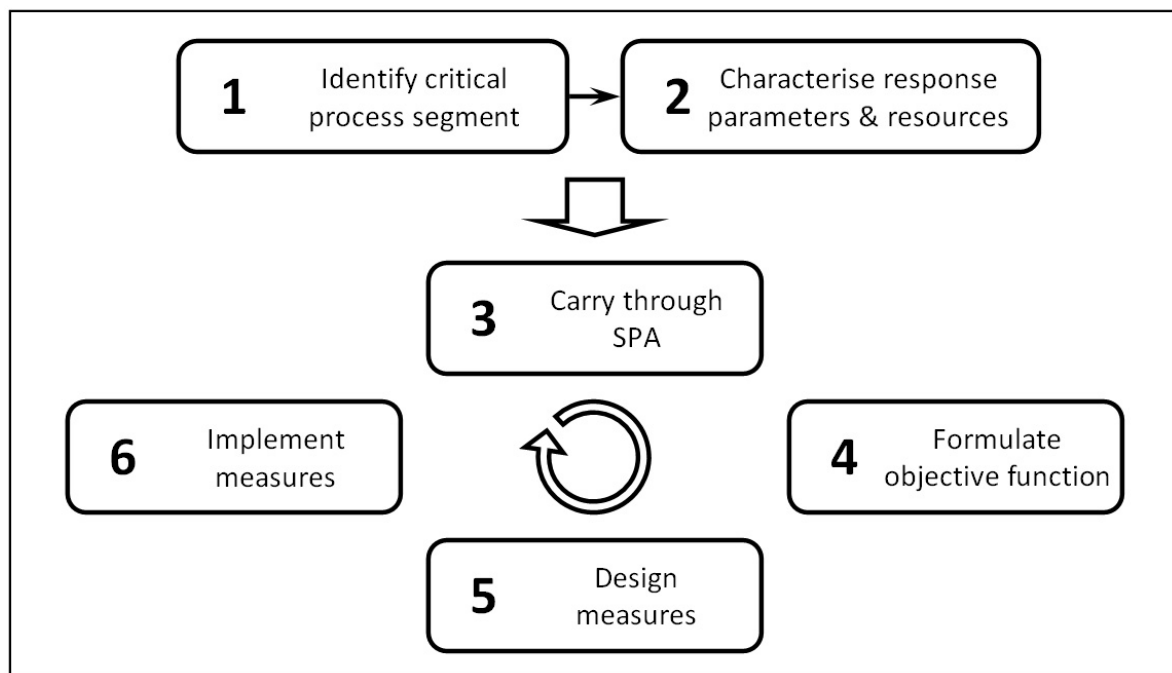 1
Identify critical
process segment
2
Characterise response
parameters & resources
3
Carry through
SPA
6
Implement
measures
4
Formulate
objective function
5
Design
measures